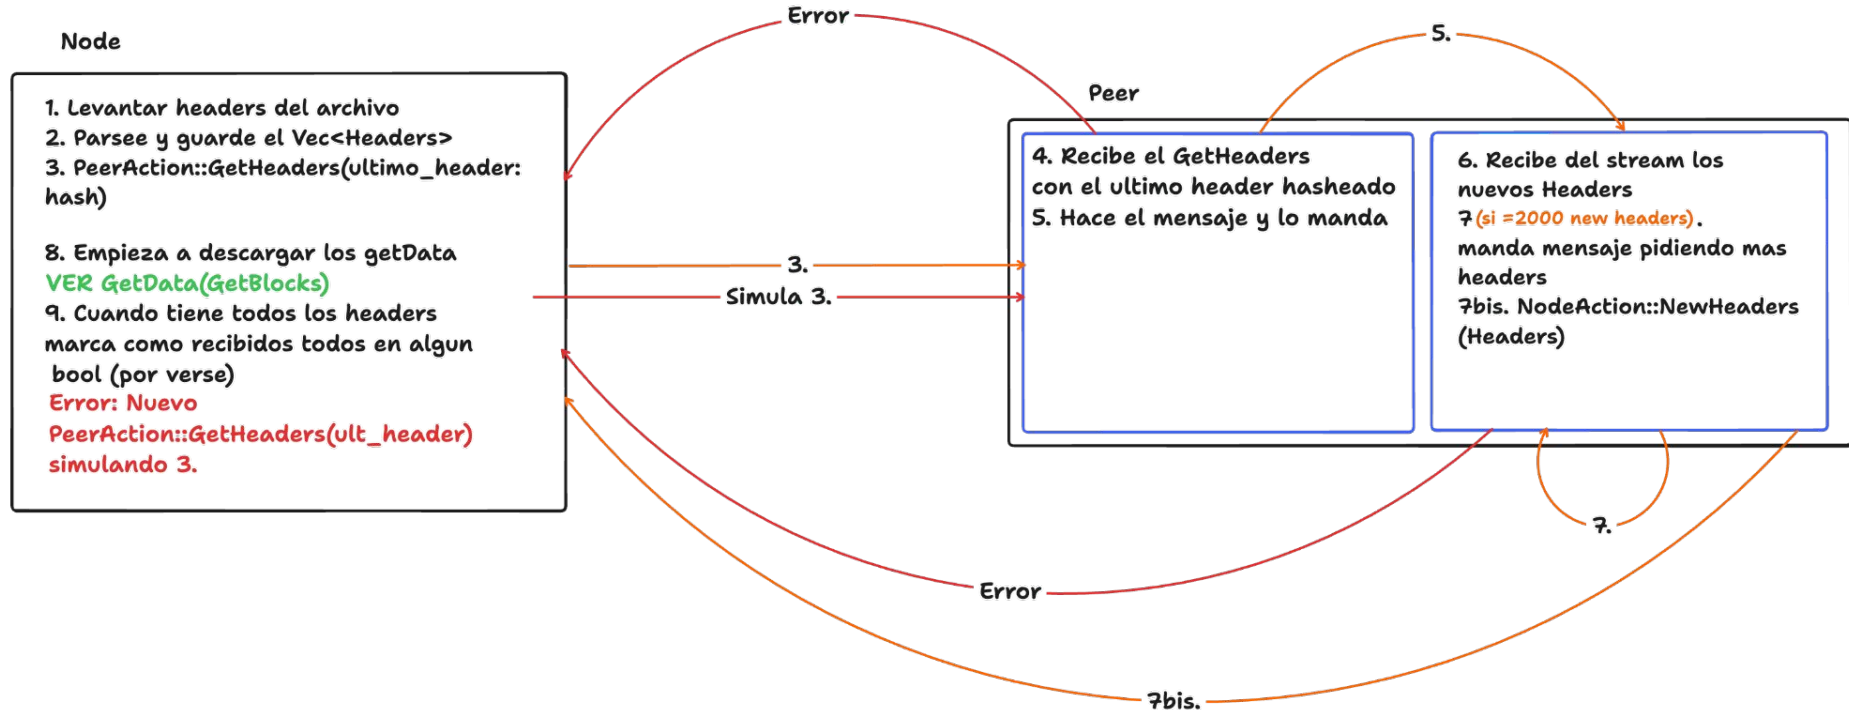 Node
1. Levantar headers del archivo
2. Parsee y guarde el Vec<Headers>
3. PeerAction::GetHeaders(ultimo_header:
hash)
8. Empieza a descargar los getData
VER GetData(GetBlocks)
9. Cuando tiene todos los headers
marca como recibidos todos en algun
bool (por verse)
Error: Nuevo
PeerAction::GetHeaders(ult_header)
simulando 3.
Error
3.
Simula 3.
Peer
4. Recibe el GetHeaders
con el ultimo header hasheado
5. Hace el mensaje y lo manda
5.
6. Recibe del stream los
nuevos Headers
7 (si =2000 new headers).
manda mensaje pidiendo mas
headers
7bis. NodeAction::NewHeaders
(Headers)
7.
Error
7bis.